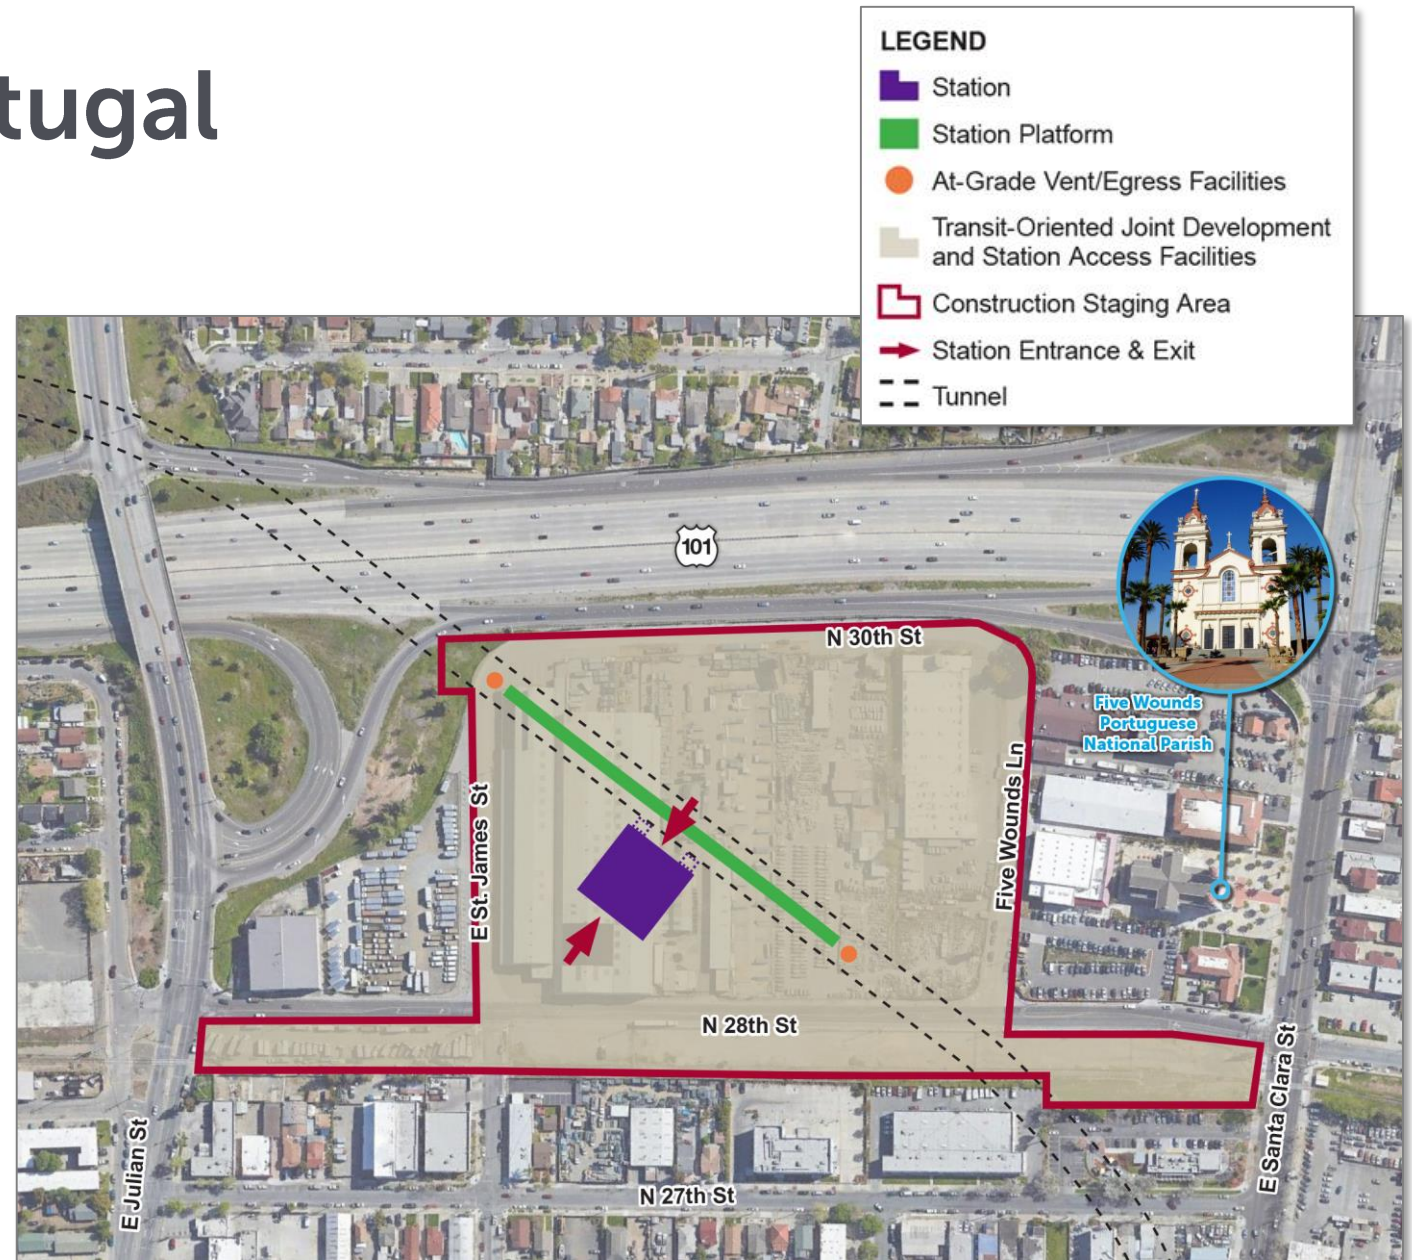 tugal
LEGEND
Station
Station Platform
At-Grade Vent/Egress Facilities
Transit-Oriented Joint Development
and Station Access Facilities
Construction Staging Area
Station Entrance & Exit
Tunnel
101
N 30th St
Five Wounds
Portuguese
National Parish
Five Wounds Ln
E St. James St
N 28th St
E Santa Clara St
E Julian St
N 27th St